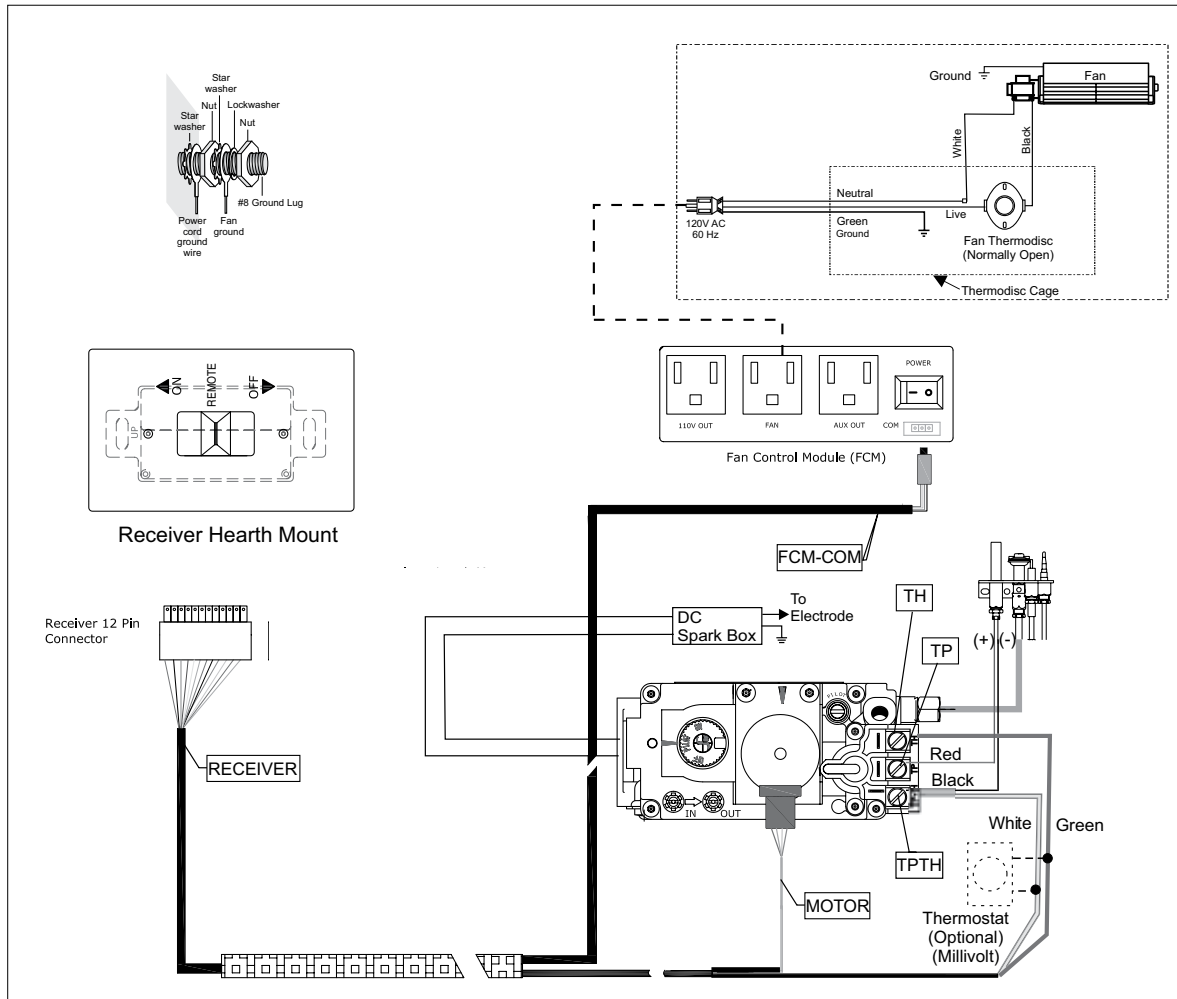 Star
washer
Star
washer
Nut
Lockwasher
Nut
#8 Ground Lug
Power
cord
ground
wire
Fan
ground
Ground
Fan
White
Black
Neutral
Live
Green
Ground
120V AC
60 Hz
Fan Thermodisc
(Normally Open)
Thermodisc Cage
ON
REMOTE
OFF
UP
Receiver Hearth Mount
110V OUT
FAN
AUX OUT
POWER
COM
Fan Control Module (FCM)
FCM-COM
Receiver 12 Pin
Connector
RECEIVER
DC
Spark Box
To
Electrode
TH
TP
(+) (-)
PILOT
Red
Black
IN
OUT
White
Green
TPTH
MOTOR
Thermostat
(Optional)
(Millivolt)